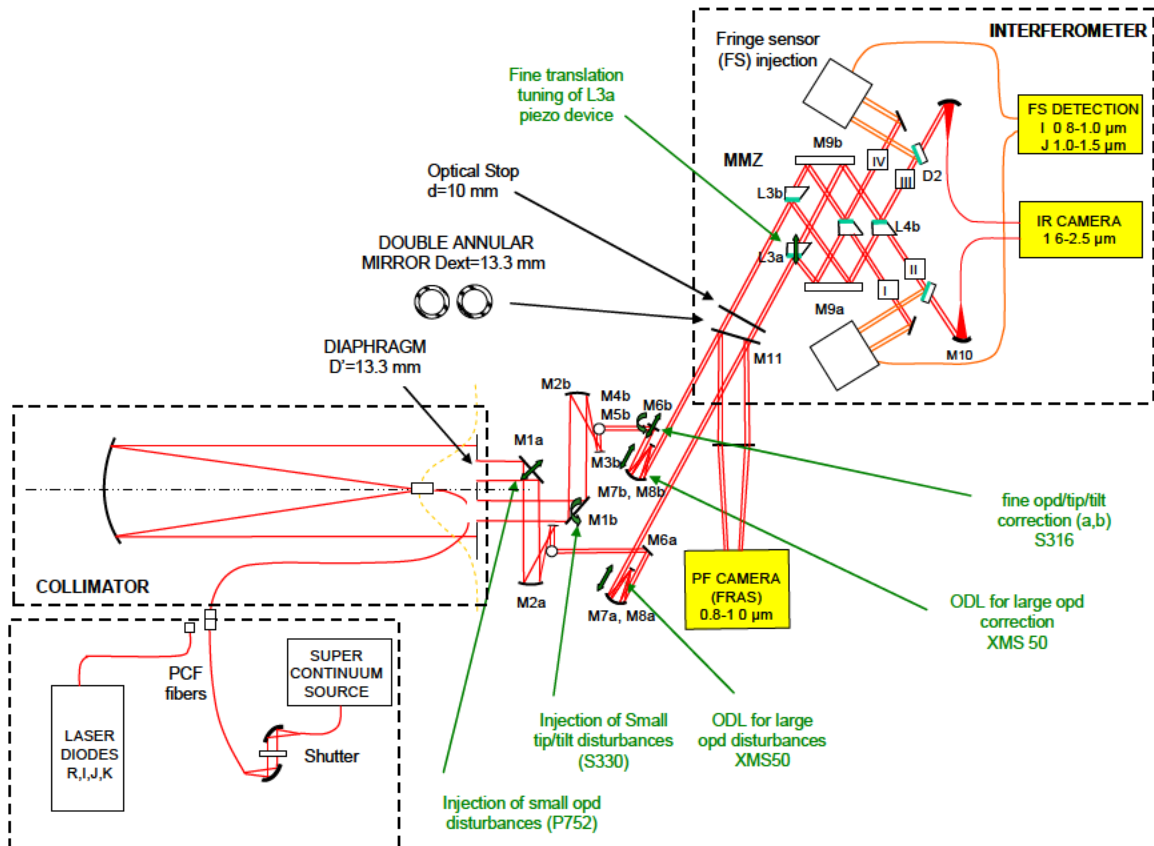 INTERFEROMETER
Fringe sensor
(FS) injection
Fine translation
tuning of L3a
piezo device
FS DETECTION
I 0 8-1.0 µm
J 1.0-1.5 µm
M9b
IV
MMZ
III
D2
Optical Stop
d=10 mm
L3b
IR CAMERA
1 6-2.5 µm
L4b
DOUBLE ANNULAR
MIRROR Dext=13.3 mm
L3a
II
I
M9a
M10
DIAPHRAGM
D'=13.3 mm
M11
M2b
M4b
M5b
M6b
M1a
M3b
M7b, M8b
M1b
M6a
fine opd/tip/tilt
correction (a,b)
S316
COLLIMATOR
M2a
M7a, M8a
PF CAMERA
(FRAS)
0.8-1 0 µm
ODL for large opd
correction
XMS 50
PCF
fibers
SUPER
CONTINUUM
SOURCE
LASER
DIODES
R,I,J,K
Shutter
Injection of Small
tip/tilt disturbances
(S330)
ODL for large
opd disturbances
XMS50
Injection of small opd
disturbances (P752)